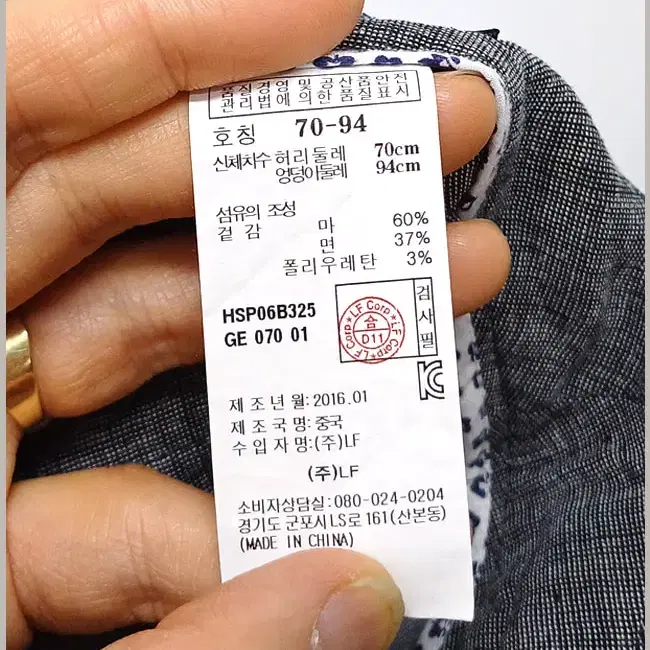 품질경영 및 공산품안전
관리법에 의한 품질표시
호칭 70-94
신체치수 허리둘레 70cm
엉덩이둘레 94cm
섬유의 조성
겉감 마 60%
면 37%
폴리우레탄 3%
HSP06B325
GE 070 01
LF Corp ★ LF Corp ★ LF Corp ★
합
D11
검사필
제조년월: 2016.01
제조국명: 중국
수입자명: (주)LF
(주)LF
소비자상담실: 080-024-0204
경기도 군포시 LS로 161(산본동)
(MADE IN CHINA)